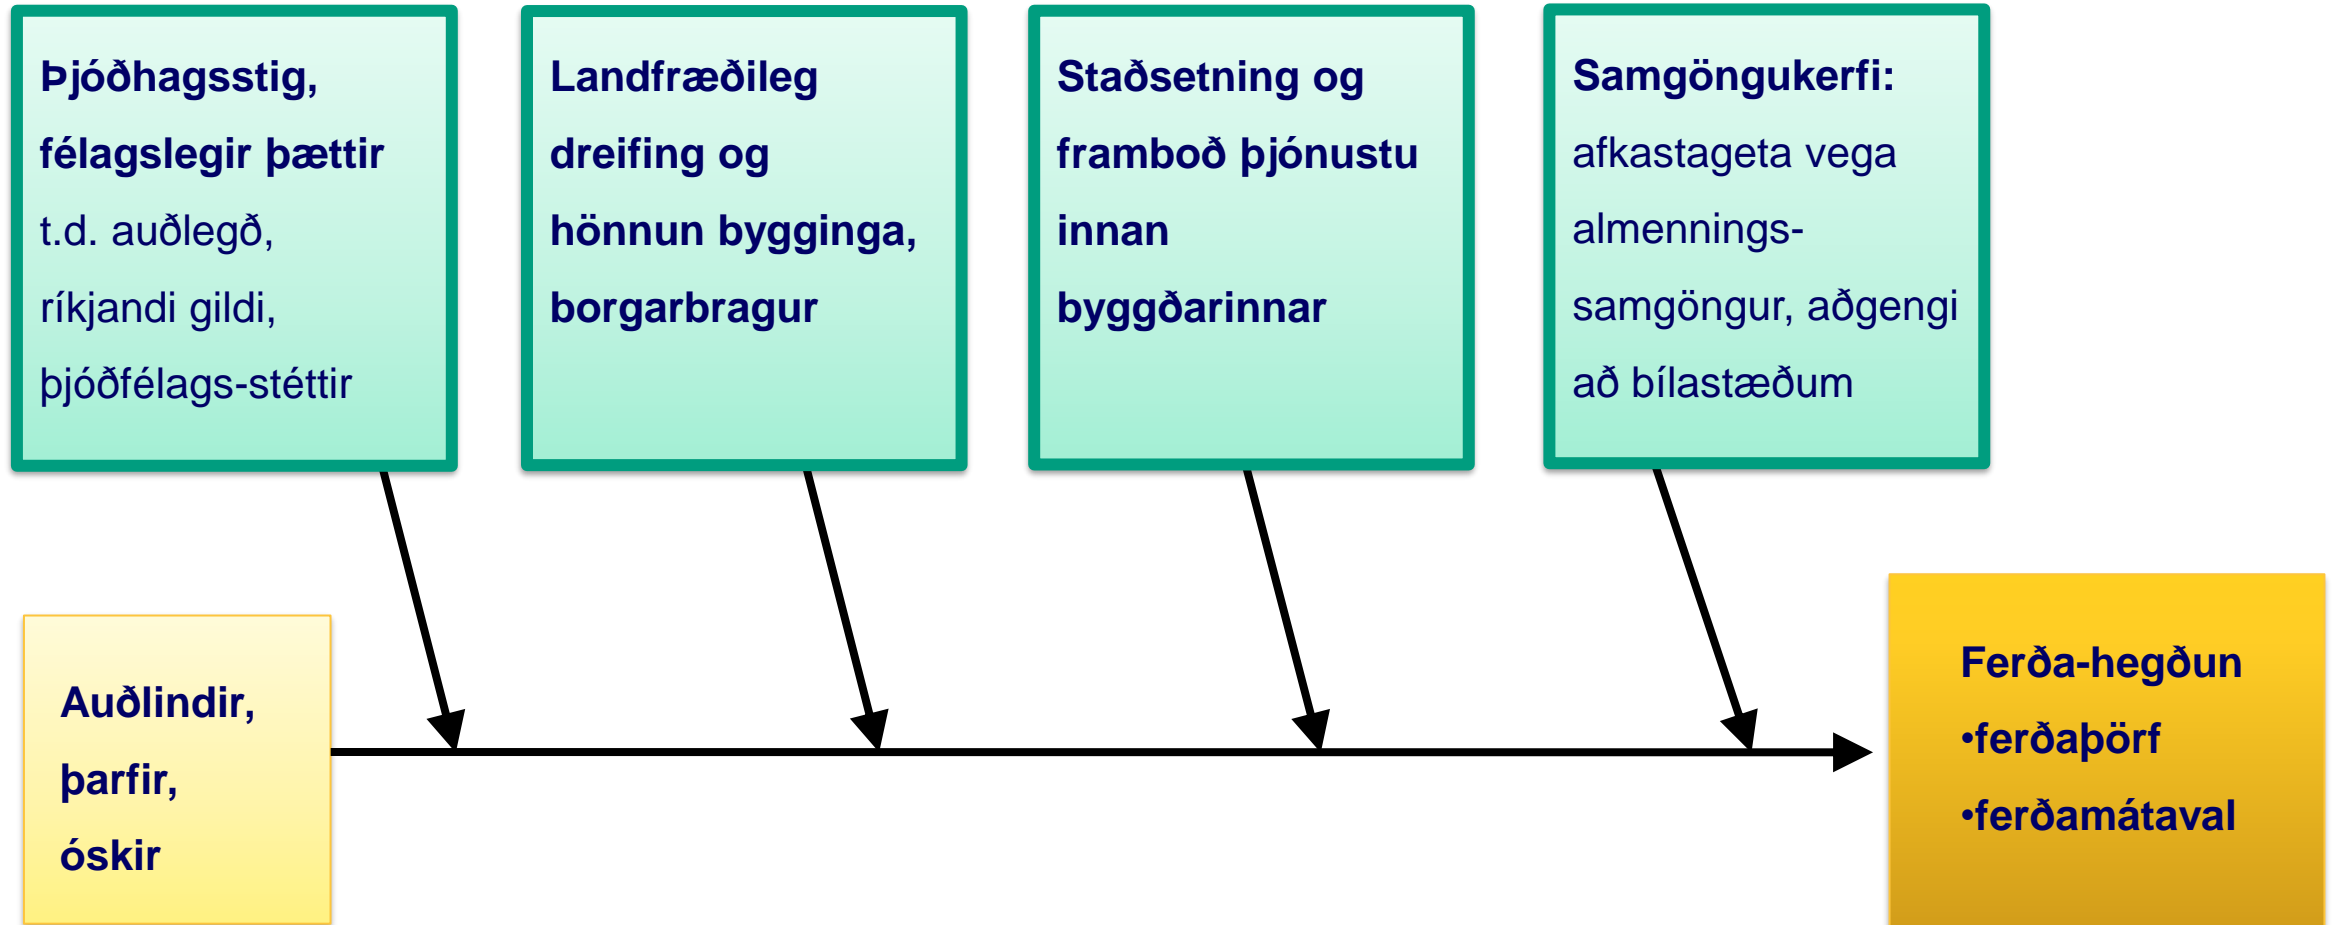 Þjóðhagsstig,
félagslegir þættir
t.d. auðlegð,
ríkjandi gildi,
þjóðfélags-stéttir
Landfræðileg
dreifing og
hönnun bygginga,
borgarbragur
Staðsetning og
framboð þjónustu
innan
byggðarinnar
Samgöngukerfi:
afkastageta vega
almennings-
samgöngur, aðgengi
að bílastæðum
Auðlindir,
þarfir,
óskir
Ferða-hegðun
•ferðaþörf
•ferðamátaval